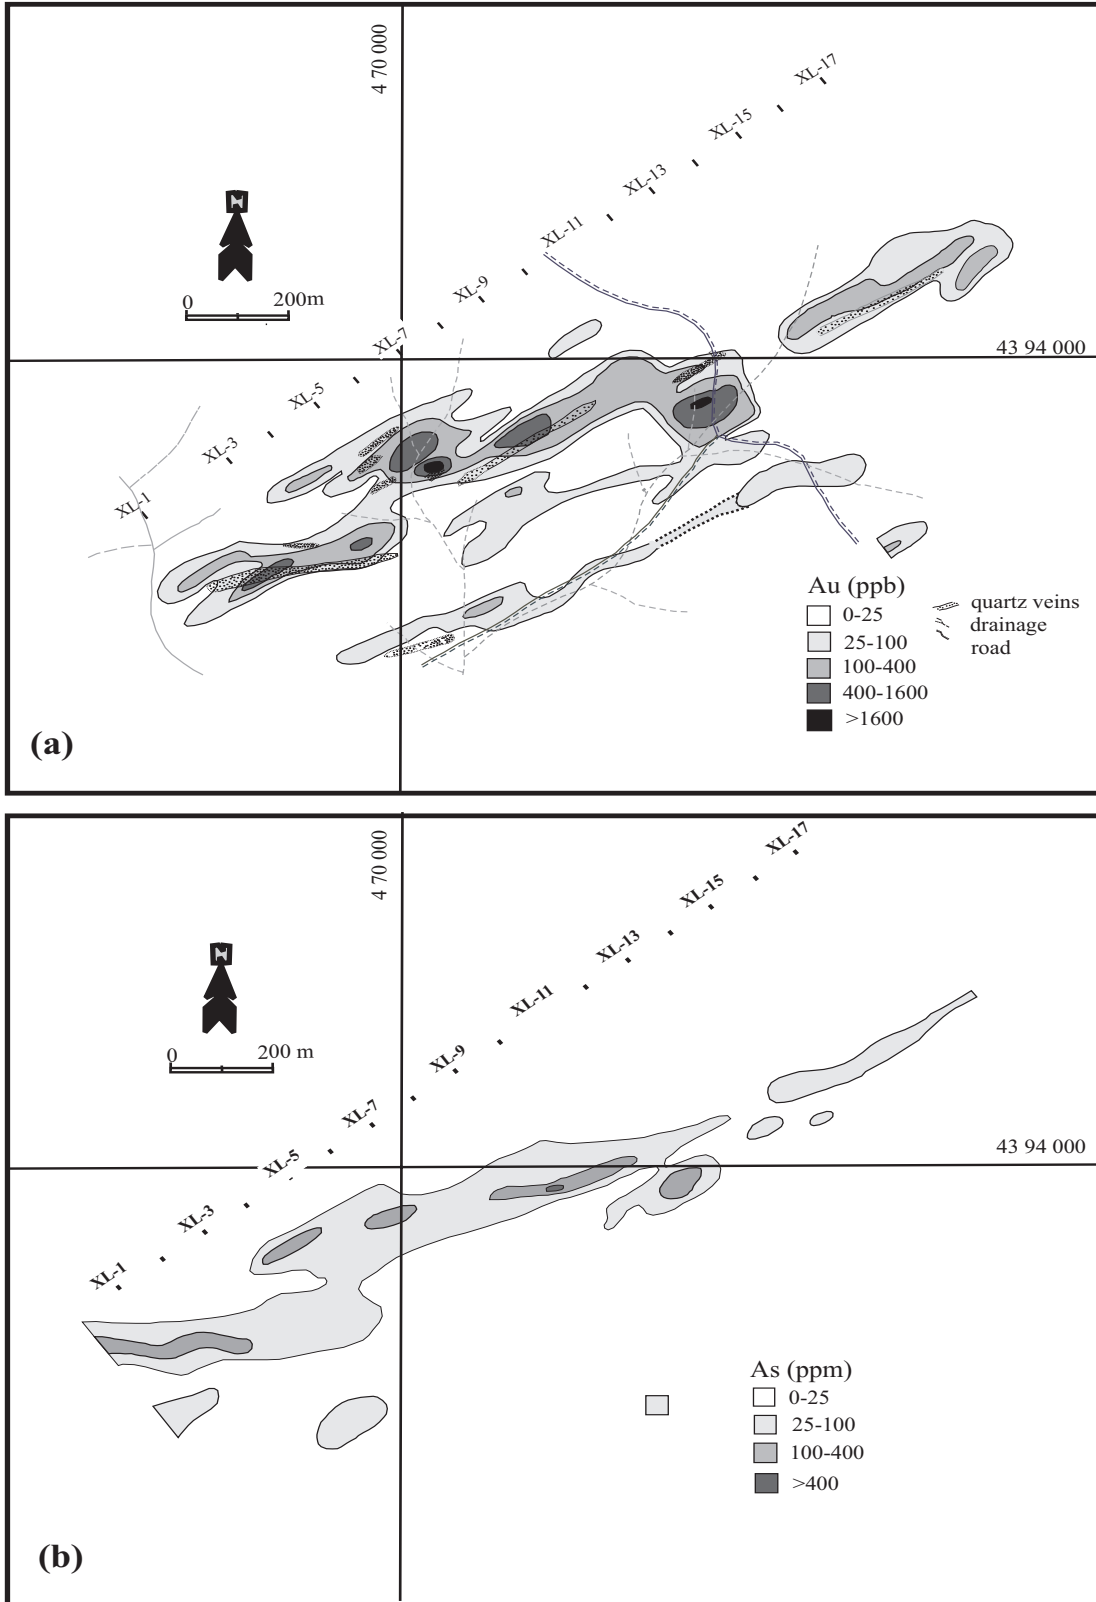 4 70 000
XL-17
XL-15
XL-13
XL-11
XL-9
XL-7
XL-5
XL-3
XL-1
N
0 200m
43 94 000
Au (ppb)
0-25
25-100
100-400
400-1600
>1600
quartz veins
drainage
road
(a)
4 70 000
XL-17
XL-15
XL-13
XL-11
XL-9
XL-7
XL-5
XL-3
XL-1
N
0 200 m
43 94 000
As (ppm)
0-25
25-100
100-400
>400
(b)